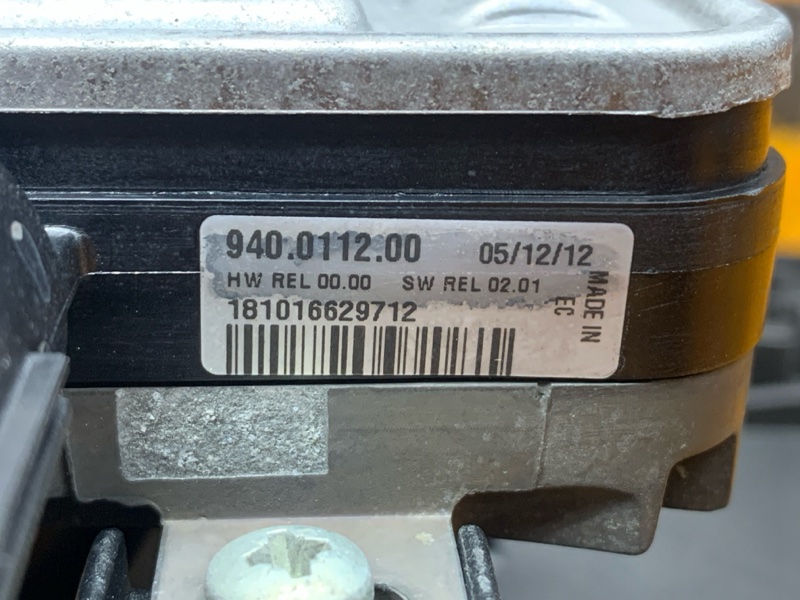 940.0112.00 05/12/12
HW REL 00.00 SW REL 02.01
181016629712
MADE IN
EC